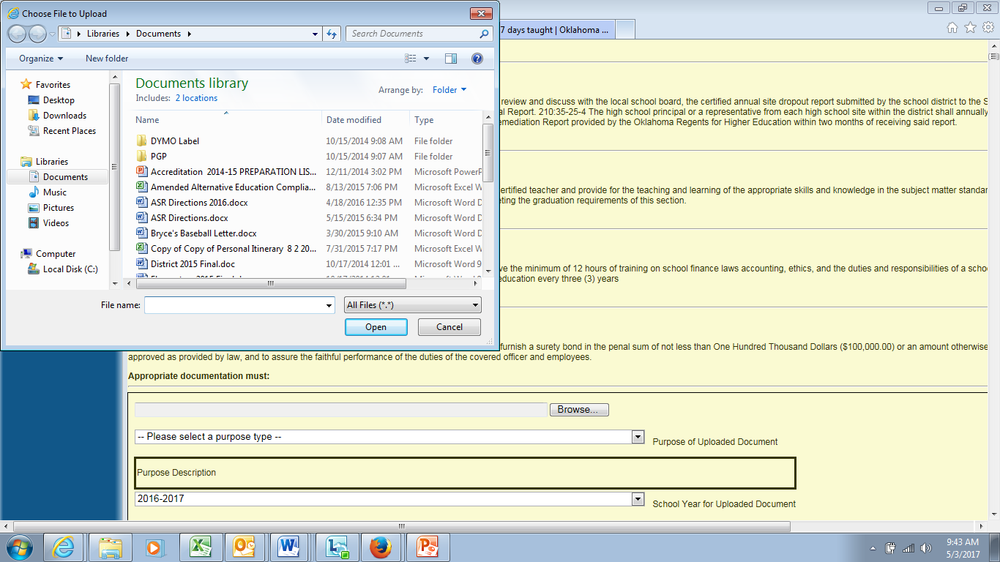 Choose File to Upload
Libraries
Documents
Search Documents
7 days taught | Oklahoma ...
Organize
New folder
Favorites
Desktop
Downloads
Recent Places
Libraries
Documents
Music
Pictures
Videos
Computer
Local Disk (C:)
Documents library
Includes: 2 locations
Arrange by: Folder
Name Date modified Type
DYMO Label 10/15/2014 9:08 AM File folder
PGP 10/15/2014 9:07 AM File folder
Accreditation 2014-15 PREPARATION LIS... 12/11/2014 3:02 PM Microsoft PowerP
Amended Alternative Education Complia... 8/13/2015 7:06 PM Microsoft Excel W
ASR Directions 2016.docx 4/18/2016 12:35 PM Microsoft Word D
ASR Directions.docx 5/15/2015 6:34 PM Microsoft Word D
Bryce's Baseball Letter.docx 3/30/2015 9:10 AM Microsoft Word D
Copy of Copy of Personal Itinerary 8 2 20... 7/31/2015 7:17 PM Microsoft Excel W
District 2015 Final.doc 10/17/2014 12:01 ... Microsoft Word 9
File name:
All Files (*.*)
Open
Cancel
review and discuss with the local school board, the certified annual site dropout report submitted by the school district to the S
al Report. 210:35-25-4 The high school principal or a representative from each high school site within the district shall annually
emediation Report provided by the Oklahoma Regents for Higher Education within two months of receiving said report.
ertified teacher and provide for the teaching and learning of the appropriate skills and knowledge in the subject matter standar
ting the graduation requirements of this section.
ve the minimum of 12 hours of training on school finance laws accounting, ethics, and the duties and responsibilities of a scho
education every three (3) years
furnish a surety bond in the penal sum of not less than One Hundred Thousand Dollars ($100,000.00) or an amount otherwise
approved as provided by law, and to assure the faithful performance of the duties of the covered officer and employees.
Appropriate documentation must:
Browse...
-- Please select a purpose type --
Purpose of Uploaded Document
Purpose Description
2016-2017
School Year for Uploaded Document
9:43 AM
5/3/2017